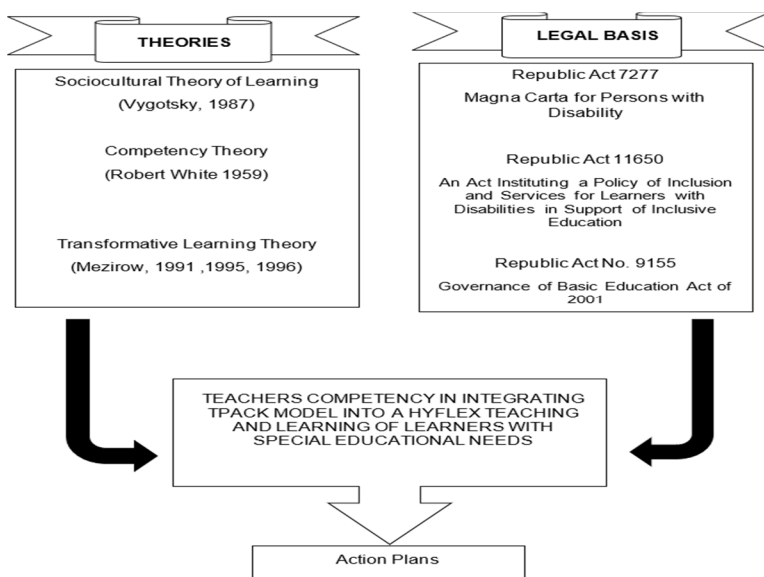 THEORIES
Sociocultural Theory of Learning
(Vygotsky, 1987)
Competency Theory
(Robert White 1959)
Transformative Learning Theory
(Mezirow, 1991 ,1995, 1996)
LEGAL BASIS
Republic Act 7277
Magna Carta for Persons with
Disability
Republic Act 11650
An Act Instituting a Policy of Inclusion
and Services for Learners with
Disabilities in Support of Inclusive
Education
Republic Act No. 9155
Governance of Basic Education Act of
2001
TEACHERS COMPETENCY IN INTEGRATING
TPACK MODEL INTO A HYFLEX TEACHING
AND LEARNING OF LEARNERS WITH
SPECIAL EDUCATIONAL NEEDS
Action Plans